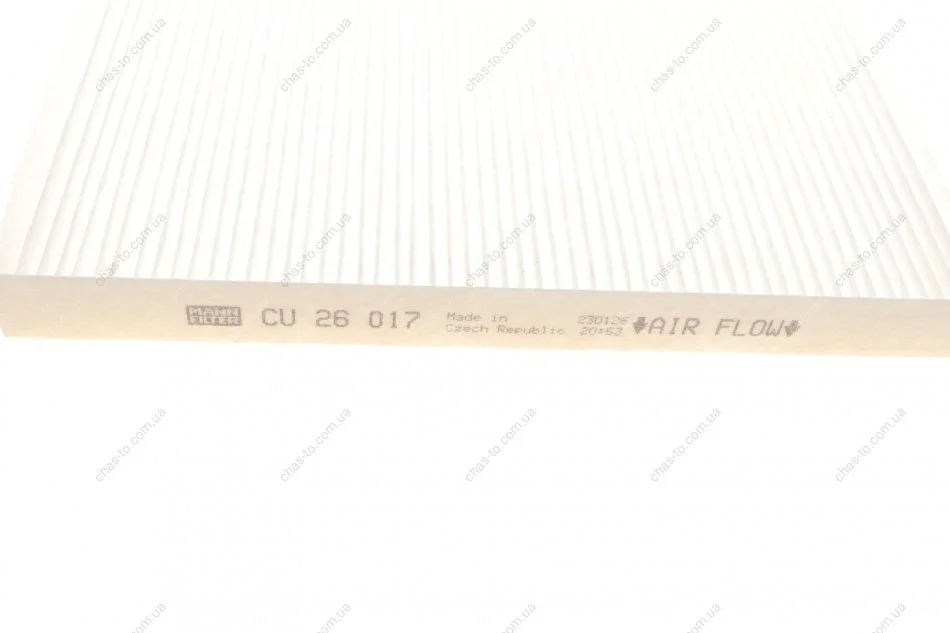 MANN
FILTER
CU 26 017
Made in
Czech Republic
230126
20:53
AIR FLOW
chas-to.com.ua